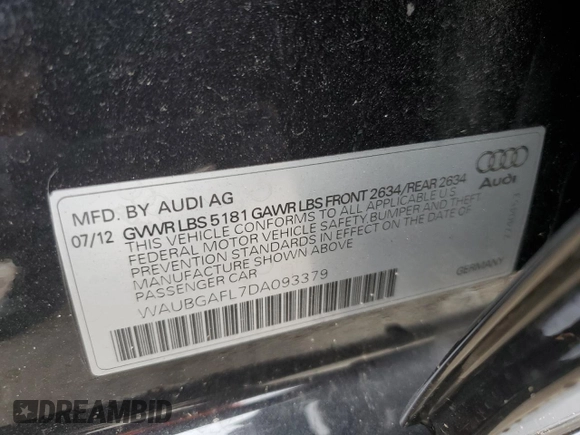 MFD. BY AUDI AG
07/12 GVWR LBS 5181 GAWR LBS FRONT 2634/REAR 2634
THIS VEHICLE CONFORMS TO ALL APPLICABLE U.S.
FEDERAL MOTOR VEHICLE SAFETY, BUMPER AND THEFT
PREVENTION STANDARDS IN EFFECT ON THE DATE OF
MANUFACTURE SHOWN ABOVE
PASSENGER CAR
WAUBGAFL7DA093379
Audi
GERMANY
DREAMBID